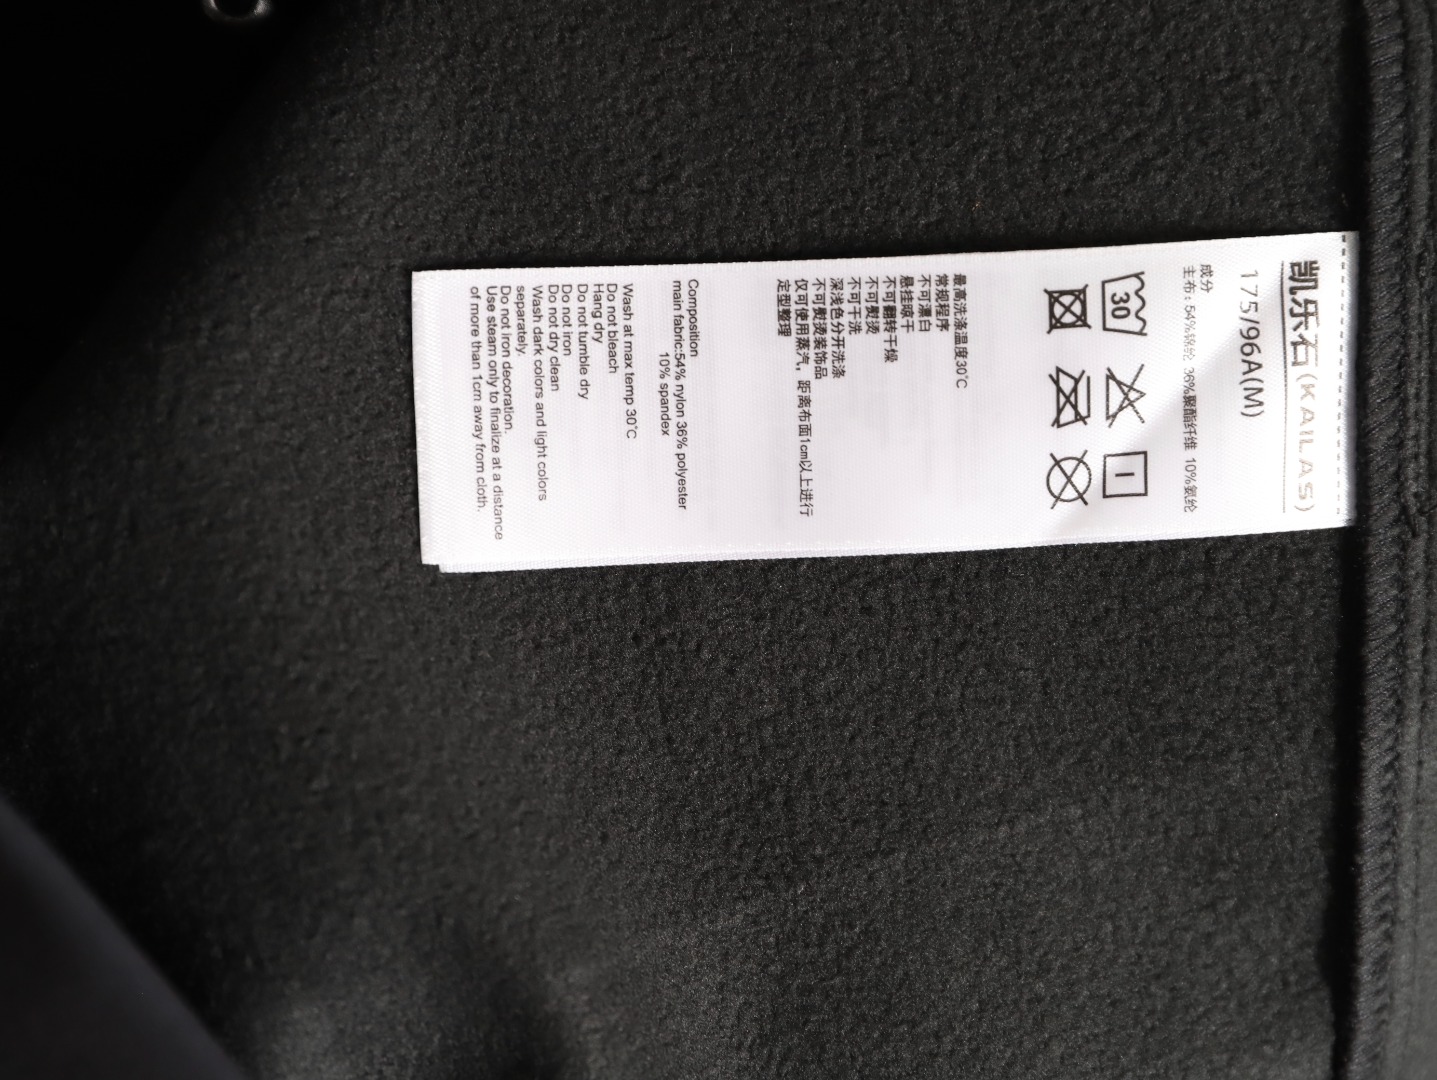 凯乐石(KAILAS)
175/96A(M)
成分
主布：54%锦纶 36%聚酯纤维 10%氨纶
30
最高洗涤温度30℃
常规程序
不可漂白
悬挂晾干
不可翻转干燥
不可熨烫
不可干洗
深浅色分开洗涤
不可熨烫装饰品
仅可使用蒸汽，距离布面1cm以上进行
定型整理
Composition
main fabric:54% nylon 36% polyester
10% spandex
Wash at max temp 30℃
Do not bleach
Hang dry
Do not tumble dry
Do not iron
Do not dry clean
Wash dark colors and light colors
separately.
Do not iron decoration.
Use steam only to finalize at a distance
of more than 1cm away from cloth.